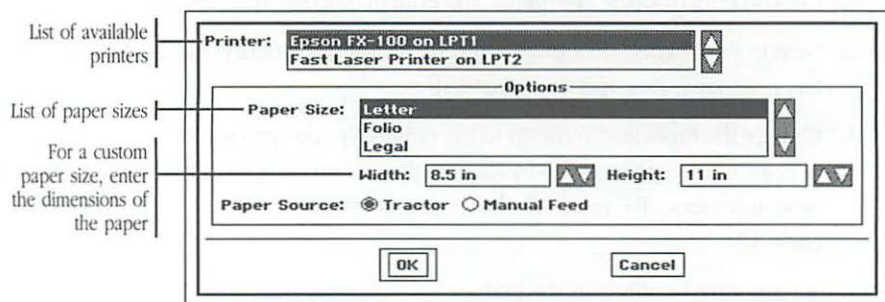 List of available
printers
Printer: Epson FX-100 on LPT1
Fast Laser Printer on LPT2
Options
List of paper sizes
Paper Size: Letter
Folio
Legal
For a custom
paper size, enter
the dimensions of
the paper
Width: 8.5 in Height: 11 in
Paper Source: Tractor Manual Feed
OK Cancel